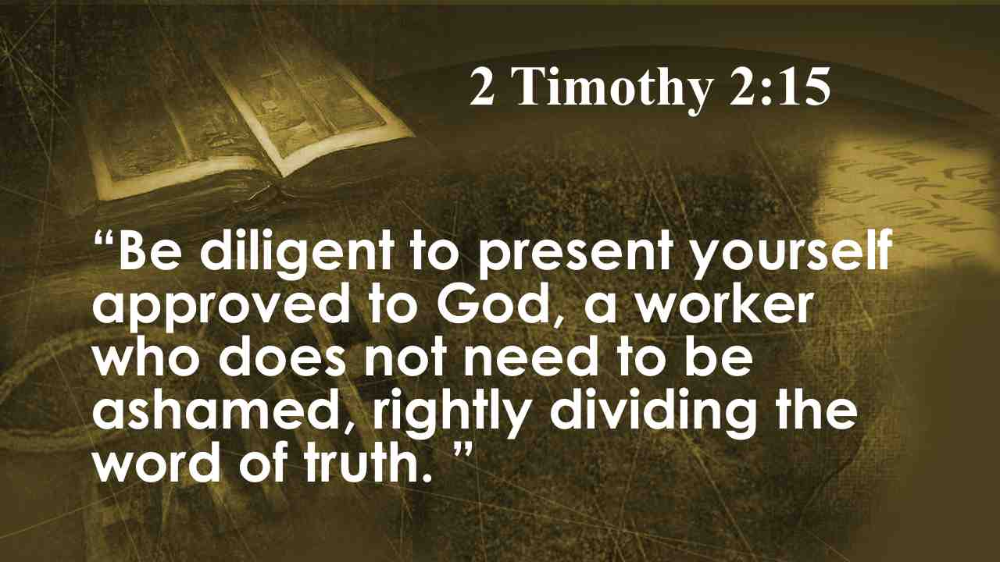 2 Timothy 2:15
“Be diligent to present yourself
approved to God, a worker
who does not need to be
ashamed, rightly dividing the
word of truth. ”